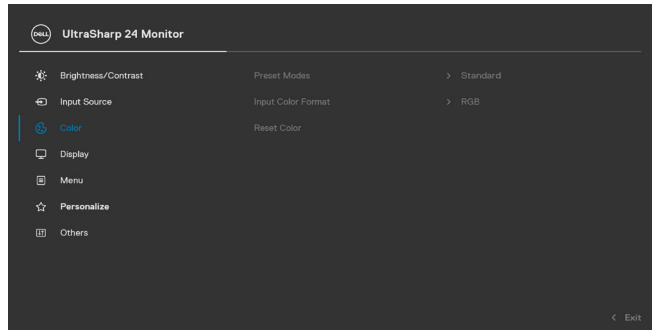 DELL UltraSharp 24 Monitor
Brightness/Contrast Preset Modes > Standard
Input Source Input Color Format > RGB
Color Reset Color
Display
Menu
Personalize
Others
< Exit